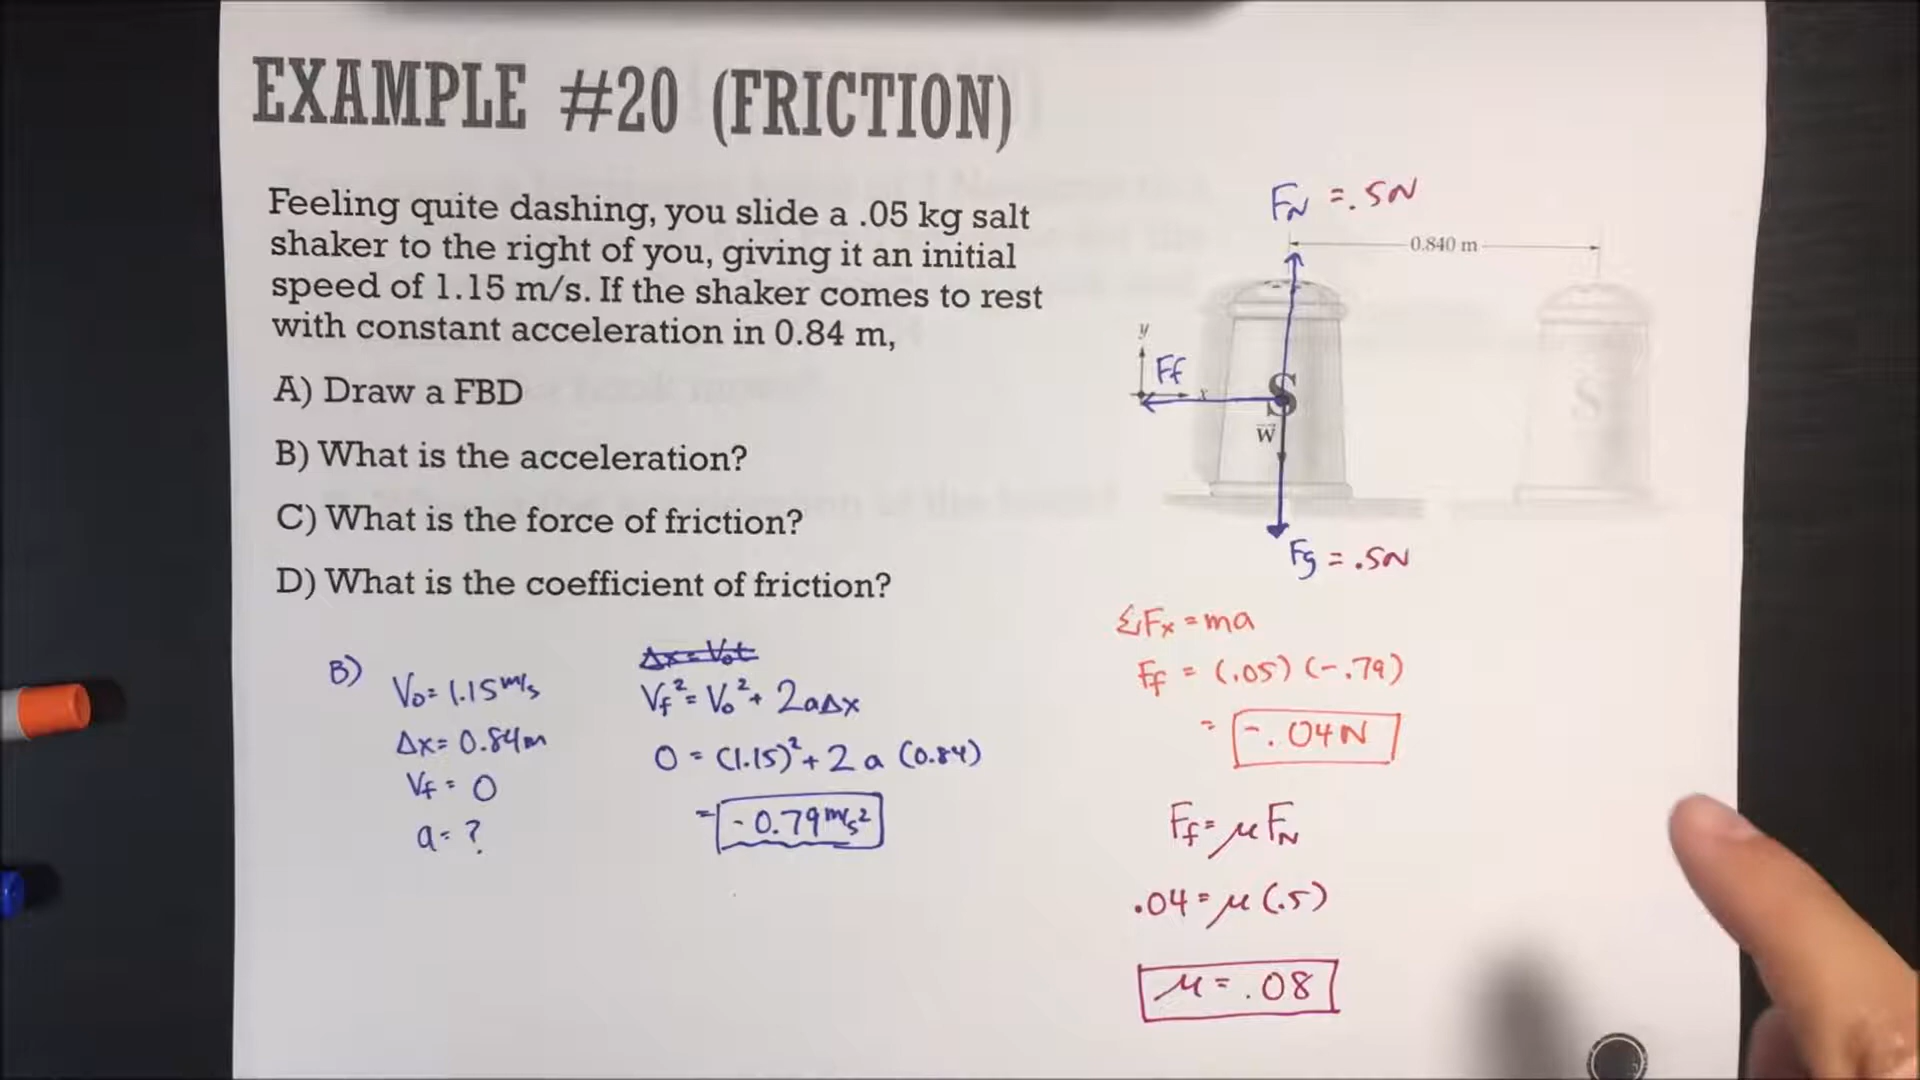 EXAMPLE #20 (FRICTION)
Feeling quite dashing, you slide a .05 kg salt
shaker to the right of you, giving it an initial
speed of 1.15 m/s. If the shaker comes to rest
with constant acceleration in 0.84 m,
A) Draw a FBD
B) What is the acceleration?
C) What is the force of friction?
D) What is the coefficient of friction?
B)
V₀ = 1.15 m/s
Δx = 0.84m
Vf = 0
a = ?
Δx = V₀t
Vf² = V₀² + 2aΔx
0 = (1.15)² + 2 a (0.84)
= -0.79 m/s²
FN = .5N
0.840 m
y
Ff
x
S
S
w
Fg = .5N
ΣFx = ma
Ff = (.05) (-.79)
= -.04N
Ff = μ FN
.04 = μ (.5)
μ = .08